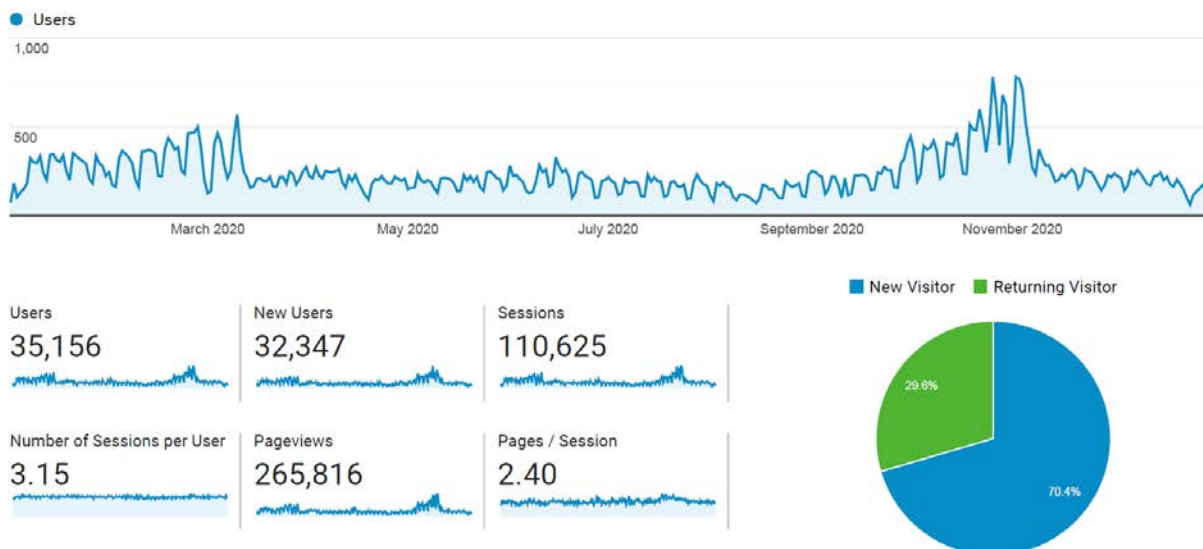 Users
1,000
500
March 2020
May 2020
July 2020
September 2020
November 2020
New Visitor
Returning Visitor
Users
35,156
New Users
32,347
Sessions
110,625
Number of Sessions per User
3.15
Pageviews
265,816
Pages / Session
2.40
29.6%
70.4%